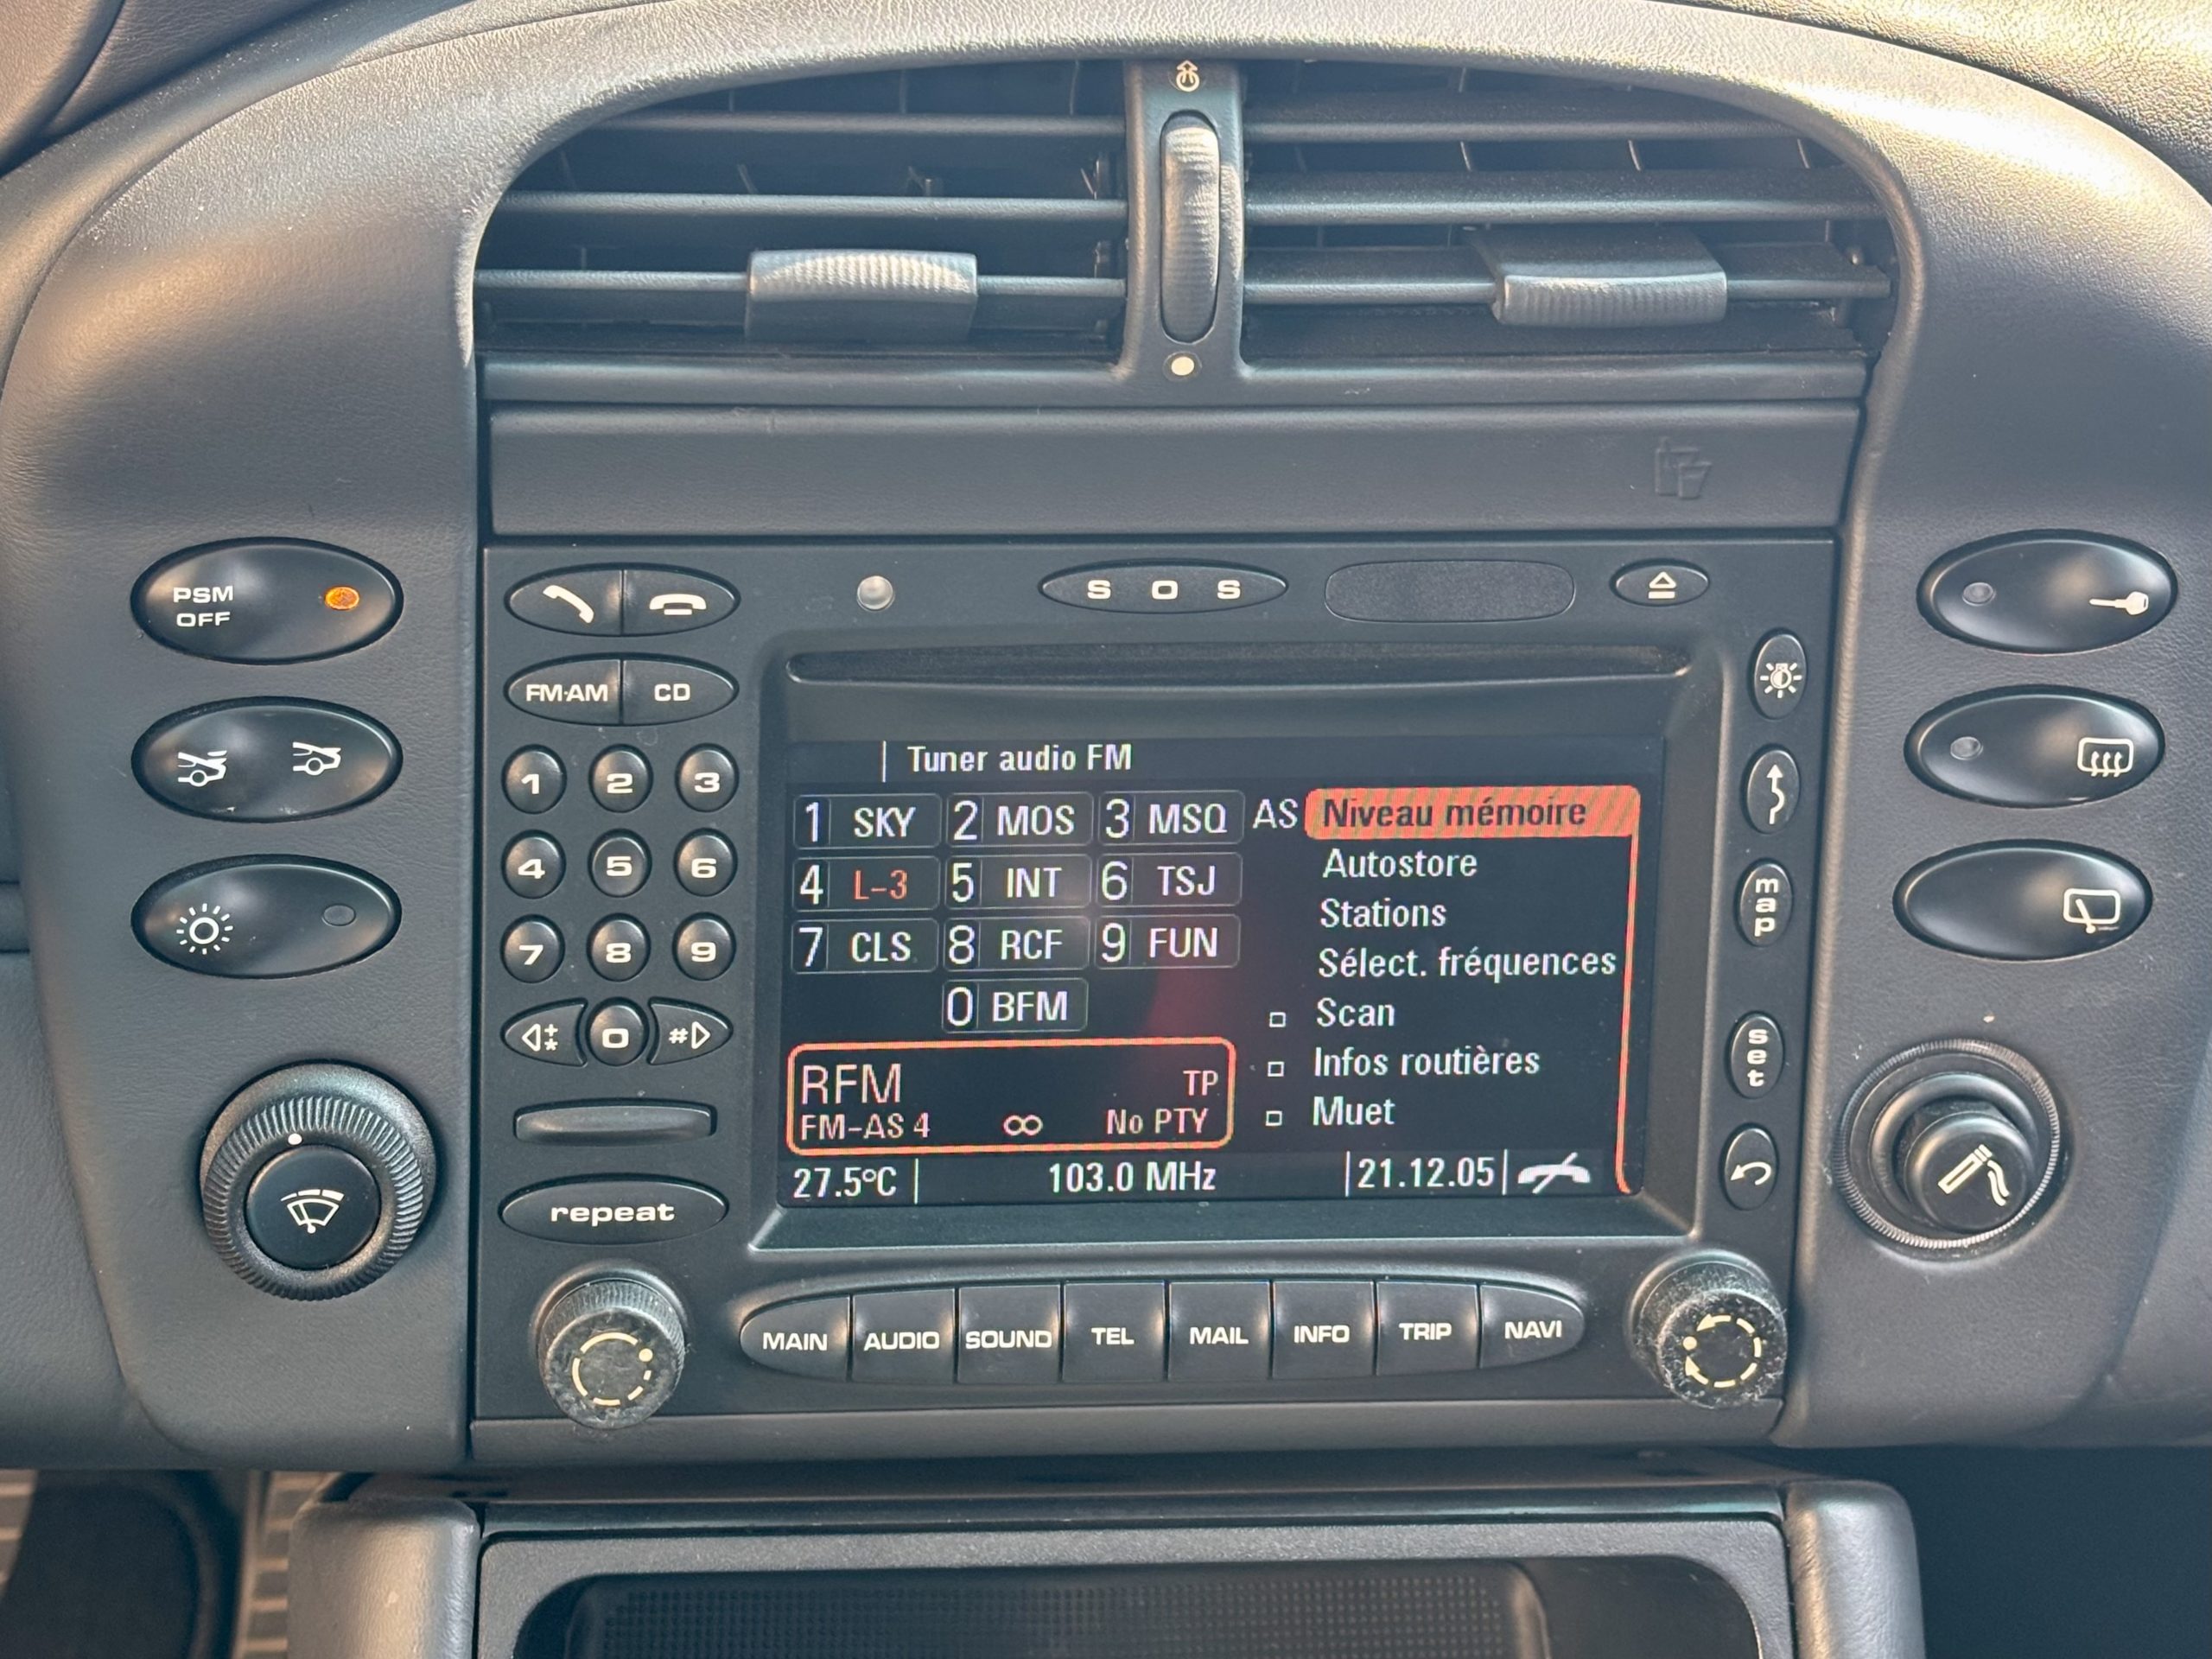 PSM
OFF
S O S
FM·AM CD
1 2 3
4 5 6
7 8 9
* 0 #
repeat
Tuner audio FM
1 SKY 2 MOS 3 MSQ AS Niveau mémoire
4 L-3 5 INT 6 TSJ Autostore
7 CLS 8 RCF 9 FUN Stations
0 BFM Sélect. fréquences
Scan
Infos routières
Muet
RFM TP
FM-AS 4 No PTY
27.5°C 103.0 MHz 21.12.05
map
set
MAIN AUDIO SOUND TEL MAIL INFO TRIP NAVI